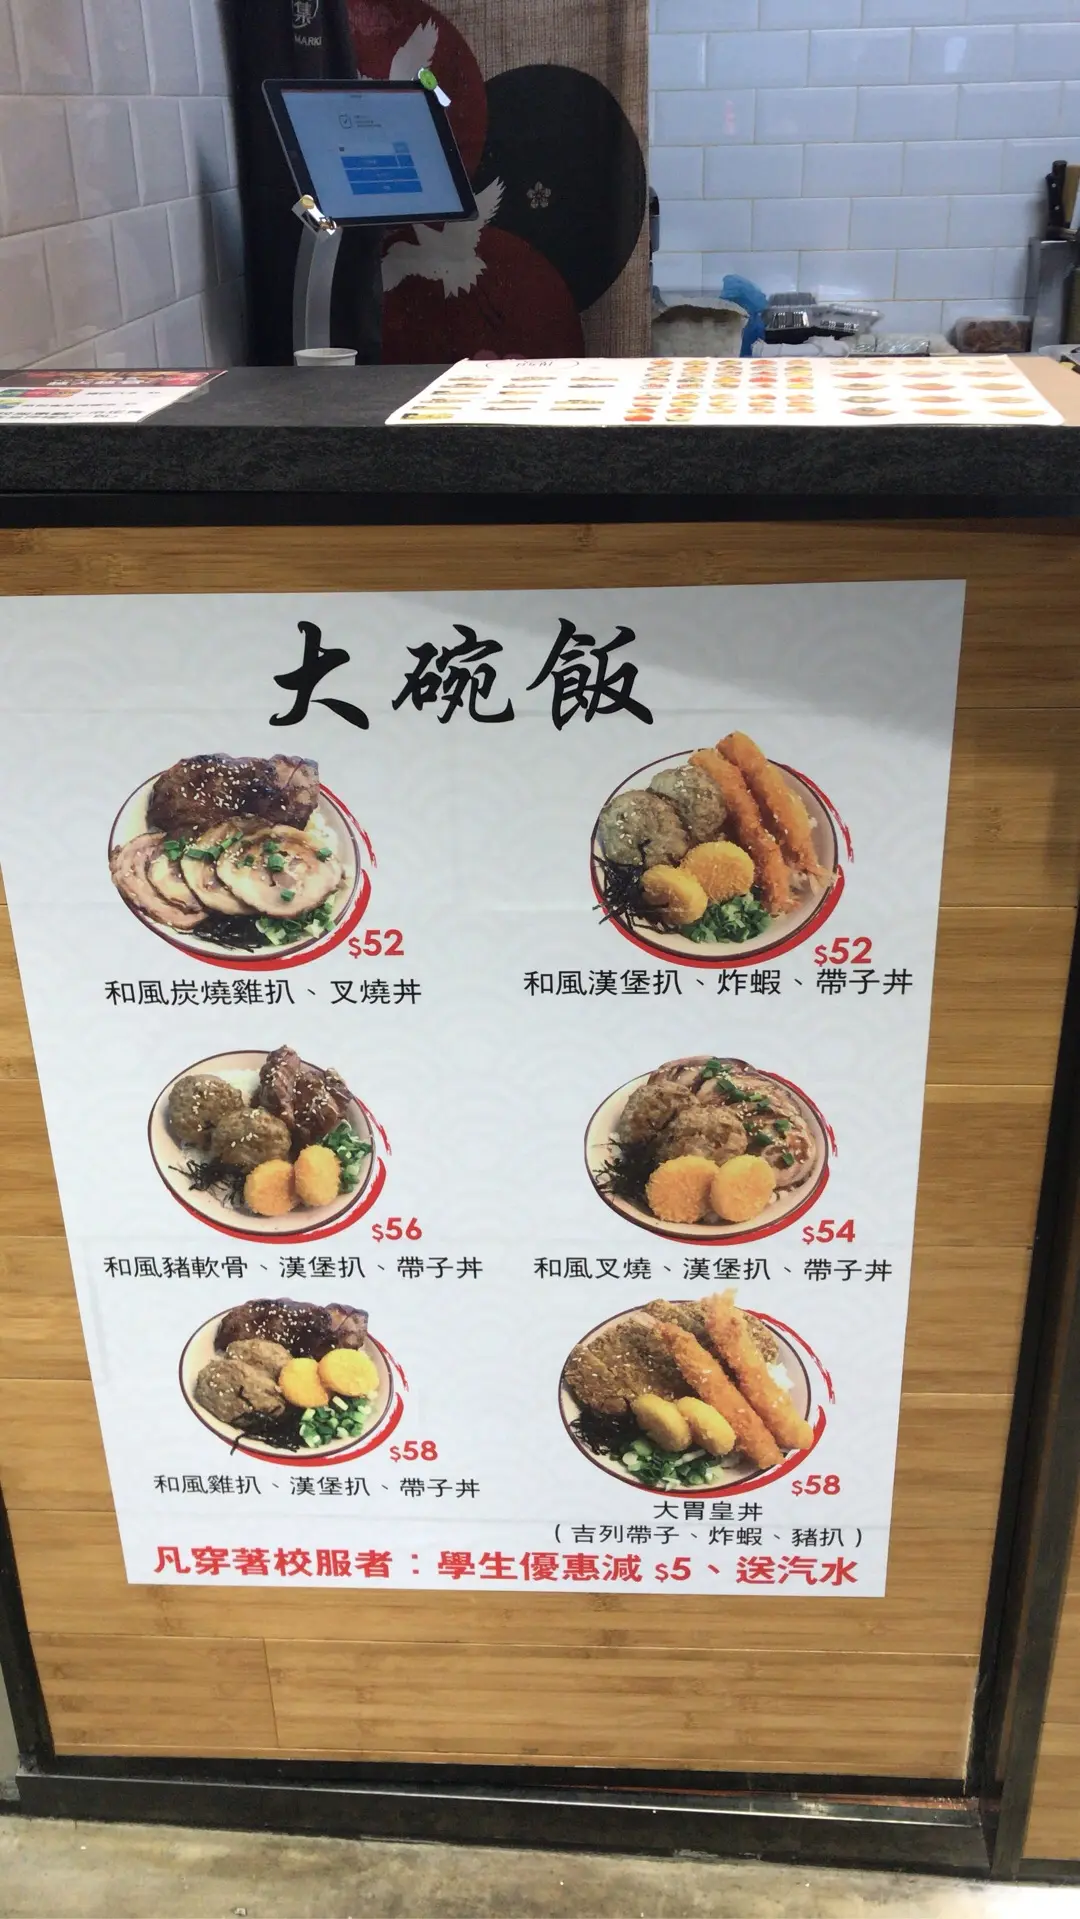 集
MARKET
大碗飯
$52
和風炭燒雞扒、叉燒丼
$52
和風漢堡扒、炸蝦、帶子丼
$56
和風豬軟骨、漢堡扒、帶子丼
$54
和風叉燒、漢堡扒、帶子丼
$58
和風雞扒、漢堡扒、帶子丼
$58
大胃皇丼
（吉列帶子、炸蝦、豬扒）
凡穿著校服者：學生優惠減 $5、送汽水